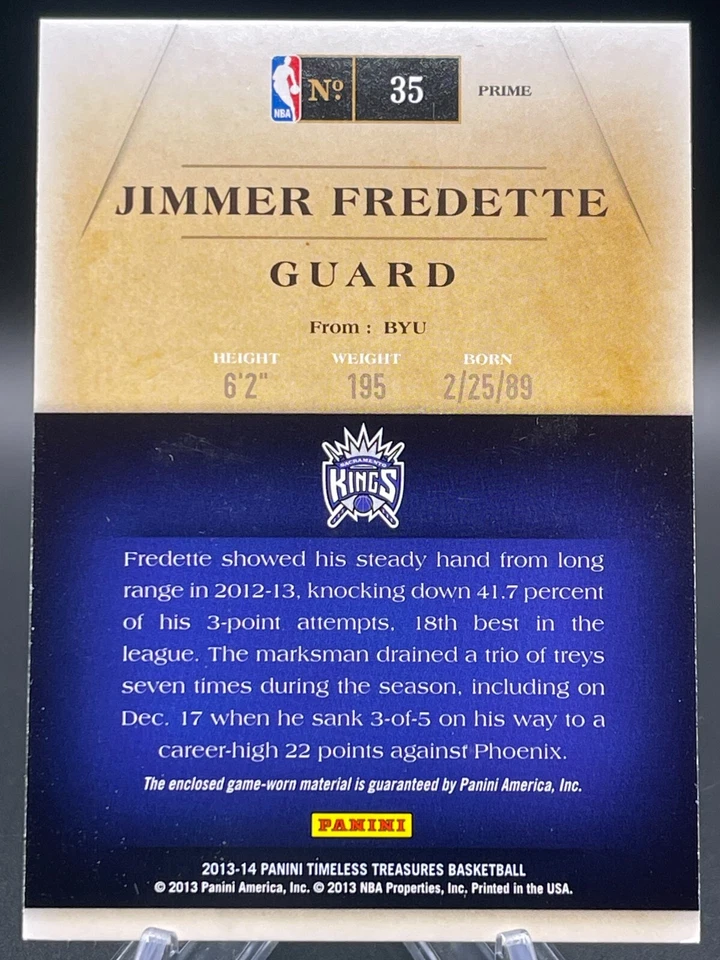 NBA
Nº. 35 PRIME
JIMMER FREDETTE
GUARD
From : BYU
HEIGHT WEIGHT BORN
6'2" 195 2/25/89
SACRAMENTO
KINGS
Fredette showed his steady hand from long
range in 2012-13, knocking down 41.7 percent
of his 3-point attempts, 18th best in the
league. The marksman drained a trio of treys
seven times during the season, including on
Dec. 17 when he sank 3-of-5 on his way to a
career-high 22 points against Phoenix.
The enclosed game-worn material is guaranteed by Panini America, Inc.
PANINI
2013-14 PANINI TIMELESS TREASURES BASKETBALL
© 2013 Panini America, Inc. © 2013 NBA Properties, Inc. Printed in the USA.